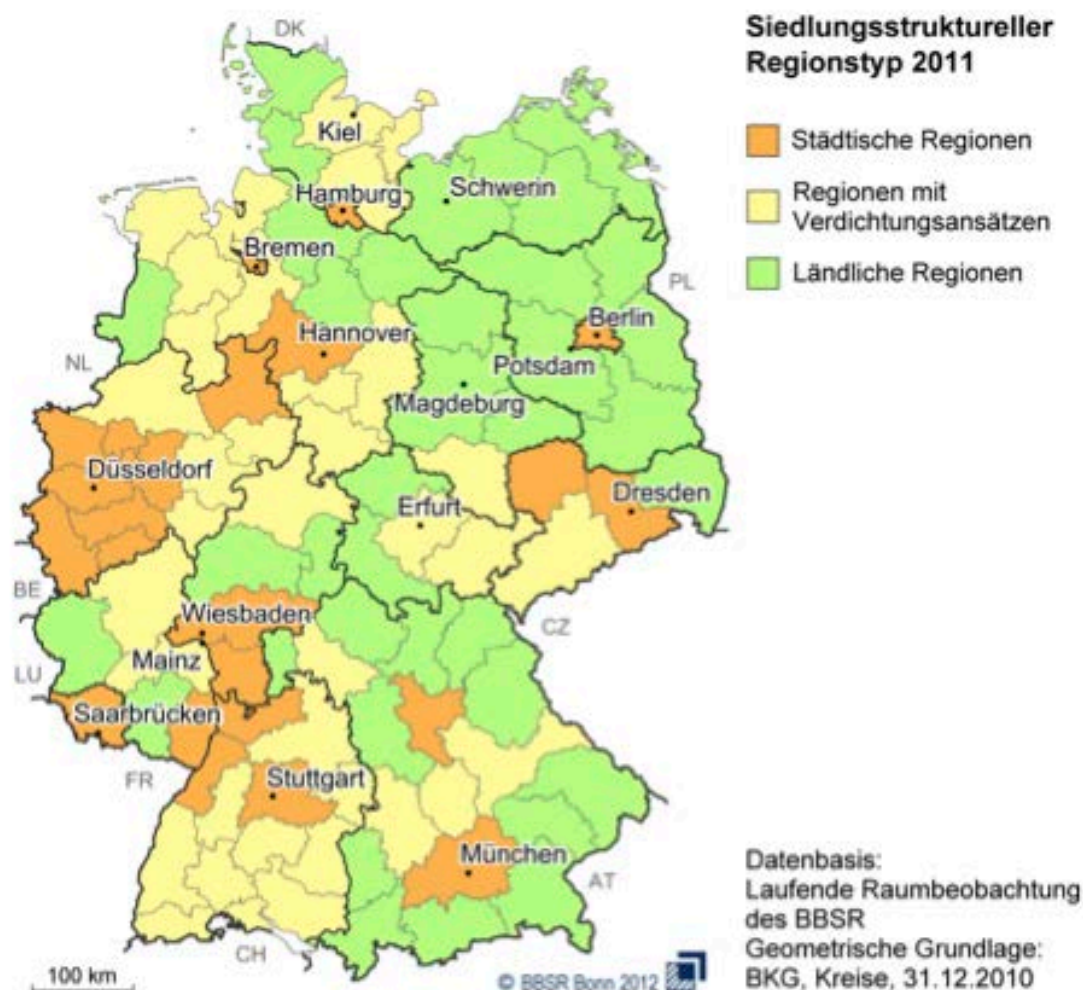 Siedlungsstruktureller
Regionstyp 2011
Städtische Regionen
Regionen mit
Verdichtungsansätzen
Ländliche Regionen
DK
Kiel
Hamburg
Schwerin
Bremen
PL
Berlin
Hannover
NL
Potsdam
Magdeburg
Düsseldorf
Erfurt
Dresden
BE
Wiesbaden
CZ
Mainz
LU
Saarbrücken
FR
Stuttgart
München
AT
CH
100 km
© BBSR Bonn 2012
Datenbasis:
Laufende Raumbeobachtung
des BBSR
Geometrische Grundlage:
BKG, Kreise, 31.12.2010